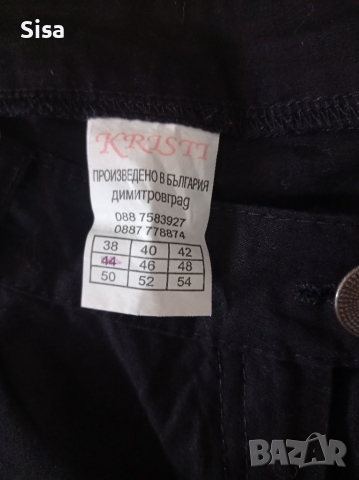 Sisa
KRISTI
ПРОИЗВЕДЕНО В БЪЛГАРИЯ
ДИМИТРОВГРАД
088 7583927
0887 778874
38 40 42
44 46 48
50 52 54
BAZAR